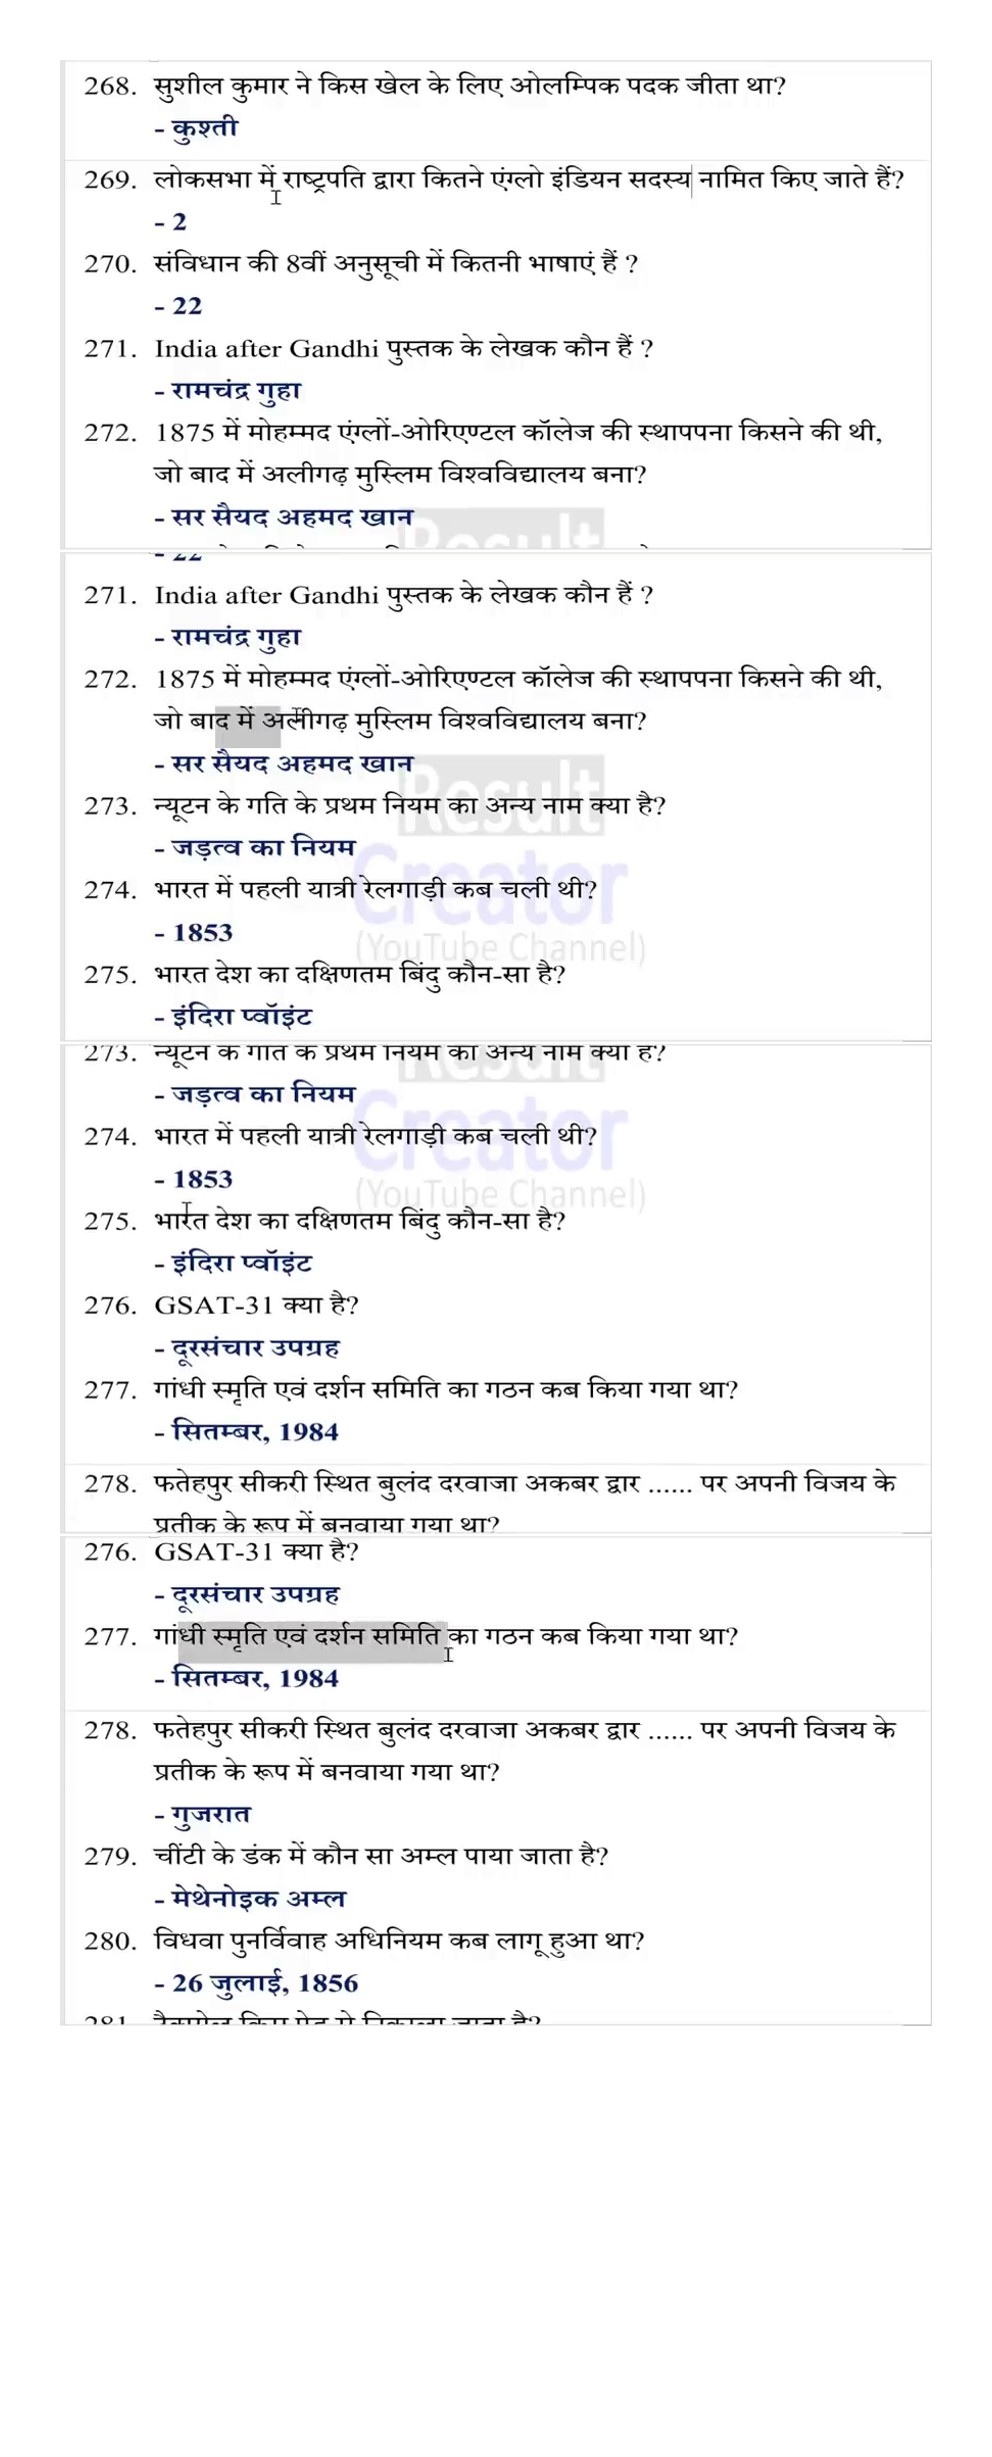 268. सुशील कुमार ने किस खेल के लिए ओलम्पिक पदक जीता था?
- कुश्ती
269. लोकसभा में राष्ट्रपति द्वारा कितने एंग्लो इंडियन सदस्य नामित किए जाते हैं?
- 2
270. संविधान की 8वीं अनुसूची में कितनी भाषाएं हैं ?
- 22
271. India after Gandhi पुस्तक के लेखक कौन हैं ?
- रामचंद्र गुहा
272. 1875 में मोहम्मद एंग्लों-ओरिएण्टल कॉलेज की स्थापपना किसने की थी,
जो बाद में अलीगढ़ मुस्लिम विश्वविद्यालय बना?
- सर सैयद अहमद खान
Result
- 22
271. India after Gandhi पुस्तक के लेखक कौन हैं ?
- रामचंद्र गुहा
272. 1875 में मोहम्मद एंग्लों-ओरिएण्टल कॉलेज की स्थापपना किसने की थी,
जो बाद में अलीगढ़ मुस्लिम विश्वविद्यालय बना?
- सर सैयद अहमद खान
Result
273. न्यूटन के गति के प्रथम नियम का अन्य नाम क्या है?
- जड़त्व का नियम
Creator
274. भारत में पहली यात्री रेलगाड़ी कब चली थी?
- 1853
(YouTube Channel)
275. भारत देश का दक्षिणतम बिंदु कौन-सा है?
- इंदिरा प्वॉइंट
273. न्यूटन के गति के प्रथम नियम का अन्य नाम क्या है?
Result
- जड़त्व का नियम
Creator
274. भारत में पहली यात्री रेलगाड़ी कब चली थी?
- 1853
(YouTube Channel)
275. भारत देश का दक्षिणतम बिंदु कौन-सा है?
- इंदिरा प्वॉइंट
276. GSAT-31 क्या है?
- दूरसंचार उपग्रह
277. गांधी स्मृति एवं दर्शन समिति का गठन कब किया गया था?
- सितम्बर, 1984
278. फतेहपुर सीकरी स्थित बुलंद दरवाजा अकबर द्वार ...... पर अपनी विजय के
प्रतीक के रूप में बनवाया गया था?
276. GSAT-31 क्या है?
- दूरसंचार उपग्रह
277. गांधी स्मृति एवं दर्शन समिति का गठन कब किया गया था?
- सितम्बर, 1984
278. फतेहपुर सीकरी स्थित बुलंद दरवाजा अकबर द्वार ...... पर अपनी विजय के
प्रतीक के रूप में बनवाया गया था?
- गुजरात
279. चींटी के डंक में कौन सा अम्ल पाया जाता है?
- मेथेनोइक अम्ल
280. विधवा पुनर्विवाह अधिनियम कब लागू हुआ था?
- 26 जुलाई, 1856
281.